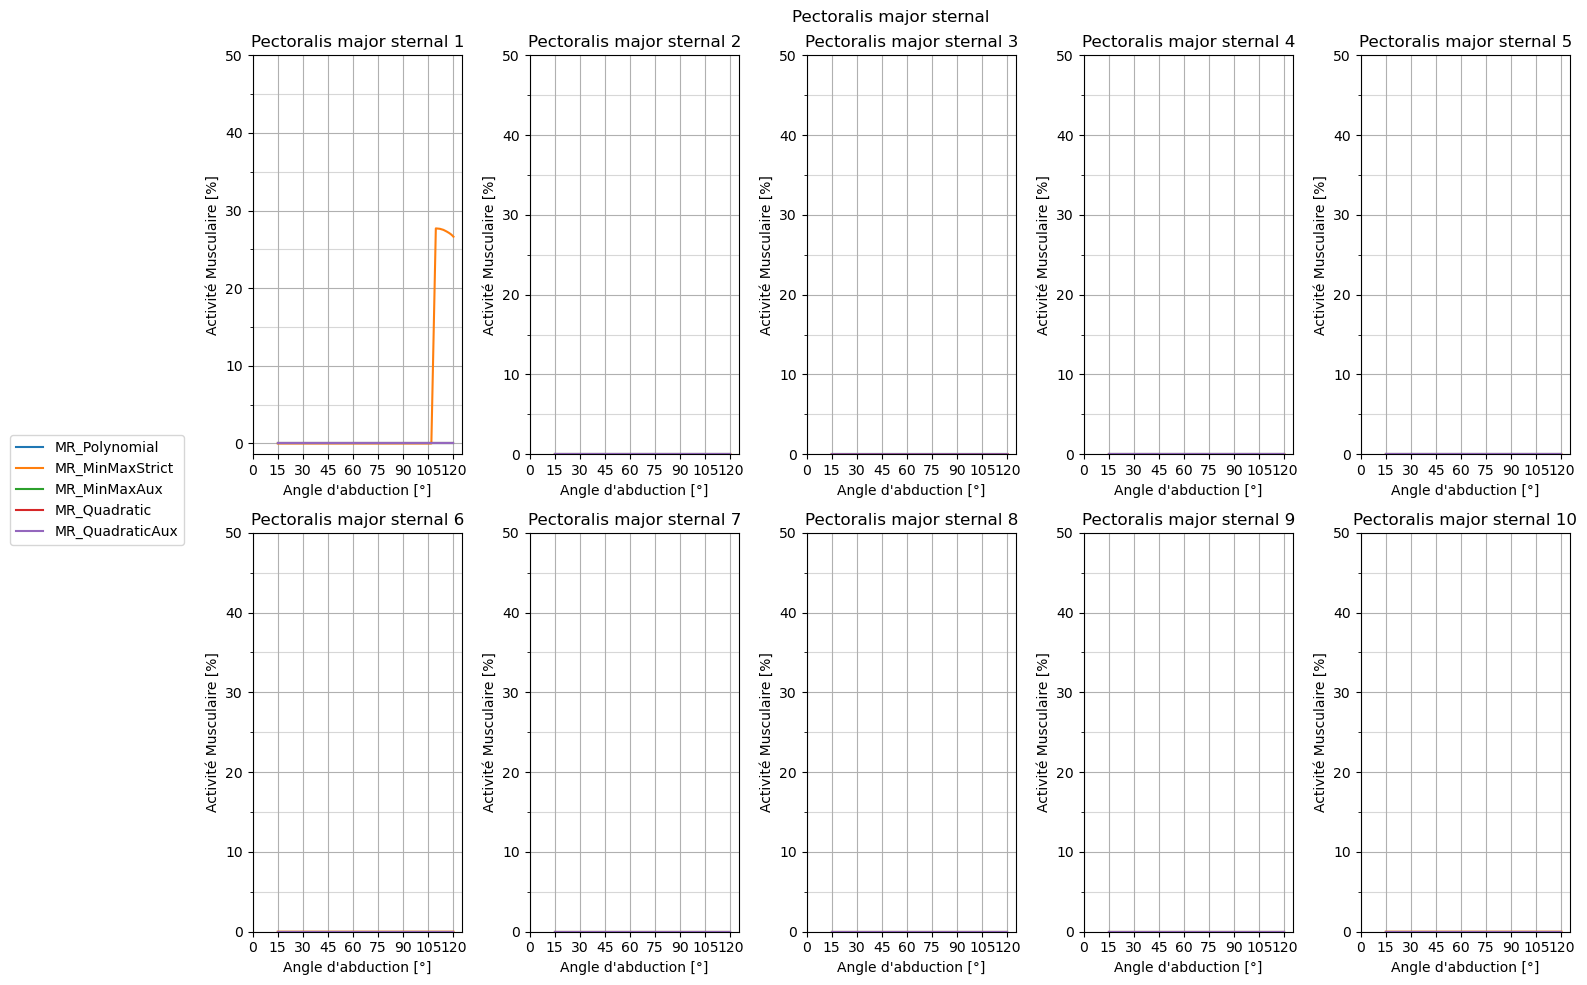 Pectoralis major sternal
Pectoralis major sternal 1
Pectoralis major sternal 2
Pectoralis major sternal 3
Pectoralis major sternal 4
Pectoralis major sternal 5
50
40
30
20
10
0
Activité Musculaire [%]
0 15 30 45 60 75 90 105 120
Angle d'abduction [°]
50
40
30
20
10
0
Activité Musculaire [%]
0 15 30 45 60 75 90 105 120
Angle d'abduction [°]
50
40
30
20
10
0
Activité Musculaire [%]
0 15 30 45 60 75 90 105 120
Angle d'abduction [°]
50
40
30
20
10
0
Activité Musculaire [%]
0 15 30 45 60 75 90 105 120
Angle d'abduction [°]
50
40
30
20
10
0
Activité Musculaire [%]
0 15 30 45 60 75 90 105 120
Angle d'abduction [°]
MR_Polynomial
MR_MinMaxStrict
MR_MinMaxAux
MR_Quadratic
MR_QuadraticAux
Pectoralis major sternal 6
Pectoralis major sternal 7
Pectoralis major sternal 8
Pectoralis major sternal 9
Pectoralis major sternal 10
50
40
30
20
10
0
Activité Musculaire [%]
0 15 30 45 60 75 90 105 120
Angle d'abduction [°]
50
40
30
20
10
0
Activité Musculaire [%]
0 15 30 45 60 75 90 105 120
Angle d'abduction [°]
50
40
30
20
10
0
Activité Musculaire [%]
0 15 30 45 60 75 90 105 120
Angle d'abduction [°]
50
40
30
20
10
0
Activité Musculaire [%]
0 15 30 45 60 75 90 105 120
Angle d'abduction [°]
50
40
30
20
10
0
Activité Musculaire [%]
0 15 30 45 60 75 90 105 120
Angle d'abduction [°]